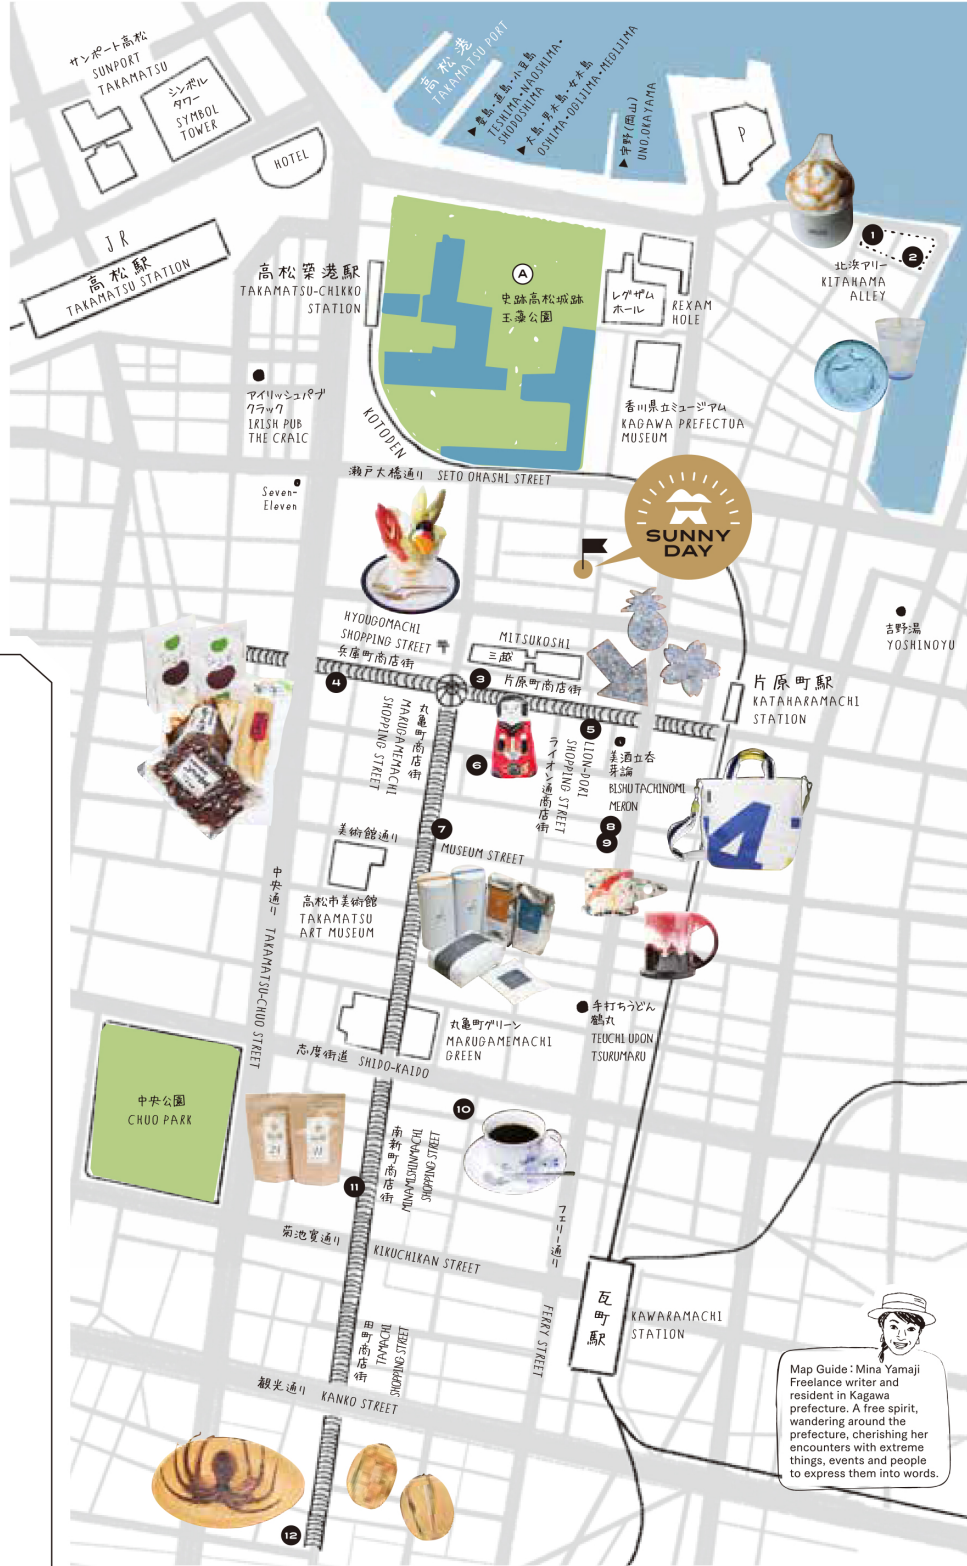 サンポート高松
SUNPORT
TAKAMATSU
シンボル
タワー
SYMBOL
TOWER
HOTEL
高松港
TAKAMATSU PORT
▲豊島・直島・小豆島
TESHIMA・NAOSHIMA・
SHODOSHIMA
▲大島・男木島・女木島
OSHIMA・OGIJIMA・MEGIJIMA
▲宇野(岡山)
UNO,OKAYAMA
P
1
2
北浜アリー
KITAHAMA
ALLEY
JR
高松駅
TAKAMATSU STATION
高松築港駅
TAKAMATSU-CHIKKO
STATION
A
史跡高松城跡
玉藻公園
レグザム
ホール
REXAM
HOLE
香川県立ミュージアム
KAGAWA PREFECTUA
MUSEUM
アイリッシュパブ
クラック
IRISH PUB
THE CRAIC
KOTODEN
瀬戸大橋通り SETO OHASHI STREET
Seven-
Eleven
SUNNY
DAY
吉野湯
YOSHINOYU
HYOUGOMACHI
SHOPPING STREET
兵庫町商店街
MITSUKOSHI
三越
3
片原町商店街
4
片原町駅
KATAHARAMACHI
STATION
丸亀町商店街
MARUGAMEMACHI
SHOPPING STREET
5
6
LION-DORI
SHOPPING STREET
ライオン通商店街
美酒立呑
芽論
BISHU TACHINOMI
MERON
7
8
9
美術館通り
MUSEUM STREET
高松市美術館
TAKAMATSU
ART MUSEUM
中央通り TAKAMATSU-CHUO STREET
手打ちうどん
鶴丸
TEUCHI UDON
TSURUMARU
丸亀町グリーン
MARUGAMEMACHI
GREEN
志度街道 SHIDO-KAIDO
中央公園
CHUO PARK
10
11
南新町商店街
MINAMISHINMACHI
SHOPPING STREET
菊池寛通り
KIKUCHIKAN STREET
フェリー通り
FERRY STREET
瓦町駅
KAWARAMACHI
STATION
田町商店街
TAMACHI
SHOPPING STREET
観光通り KANKO STREET
12
Map Guide：Mina Yamaji
Freelance writer and
resident in Kagawa
prefecture. A free spirit,
wandering around the
prefecture, cherishing her
encounters with extreme
things, events and people
to express them into words.